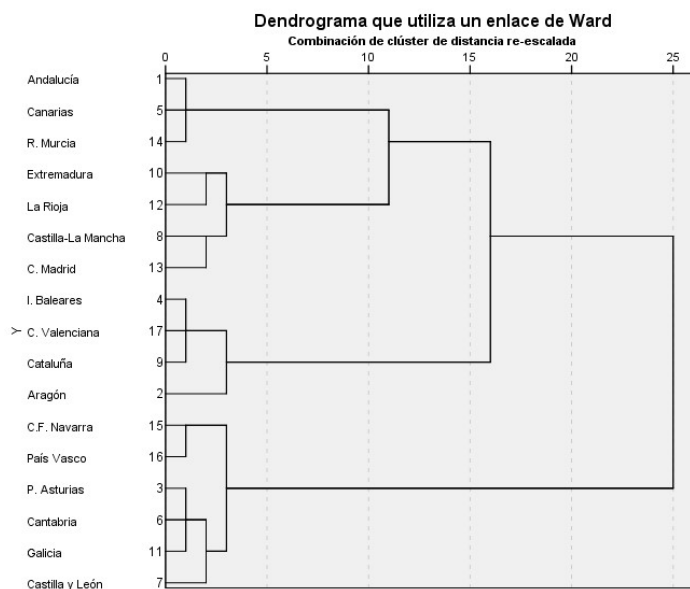 Dendrograma que utiliza un enlace de Ward
Combinación de clúster de distancia re-escalada
0 5 10 15 20 25
Andalucía 1
Canarias 5
R. Murcia 14
Extremadura 10
La Rioja 12
Castilla-La Mancha 8
C. Madrid 13
I. Baleares 4
Y C. Valenciana 17
Cataluña 9
Aragón 2
C.F. Navarra 15
País Vasco 16
P. Asturias 3
Cantabria 6
Galicia 11
Castilla y León 7